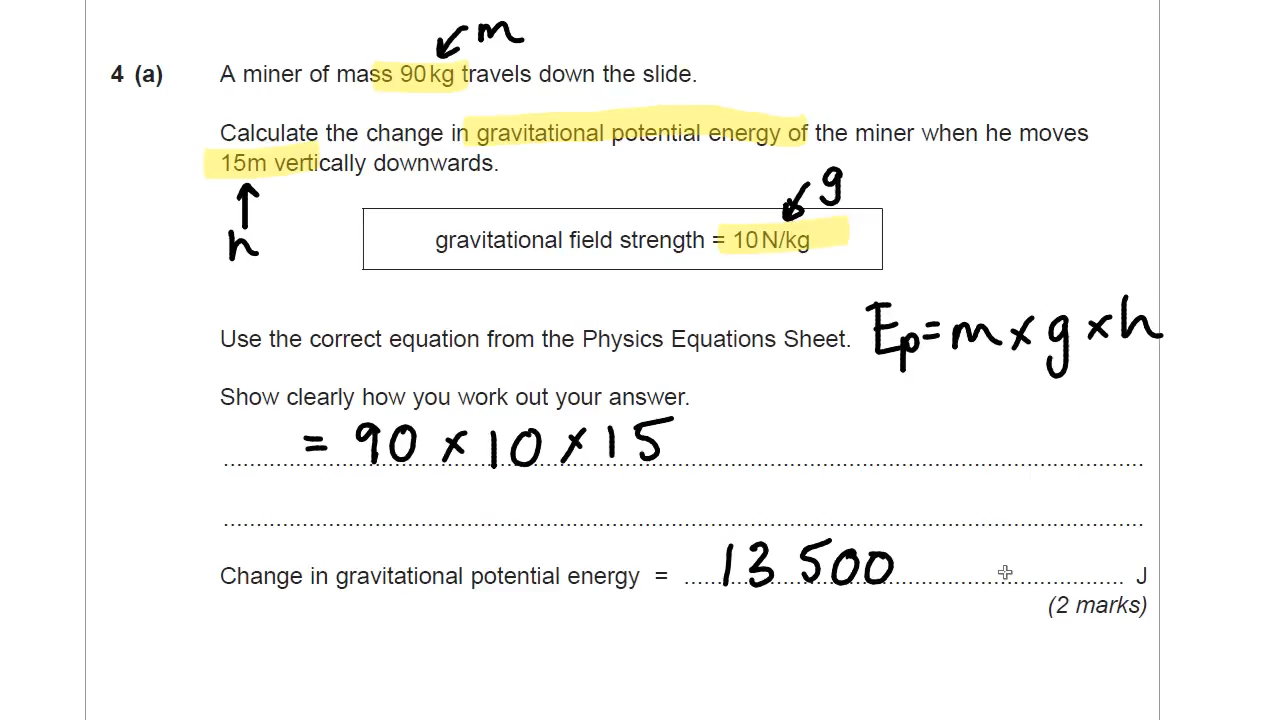 m
4 (a) A miner of mass 90 kg travels down the slide.
Calculate the change in gravitational potential energy of the miner when he moves
15m vertically downwards.
g
h
gravitational field strength = 10 N/kg
Use the correct equation from the Physics Equations Sheet.
Ep = m × g × h
Show clearly how you work out your answer.
= 90 × 10 × 15
Change in gravitational potential energy = 13 500 J
(2 marks)